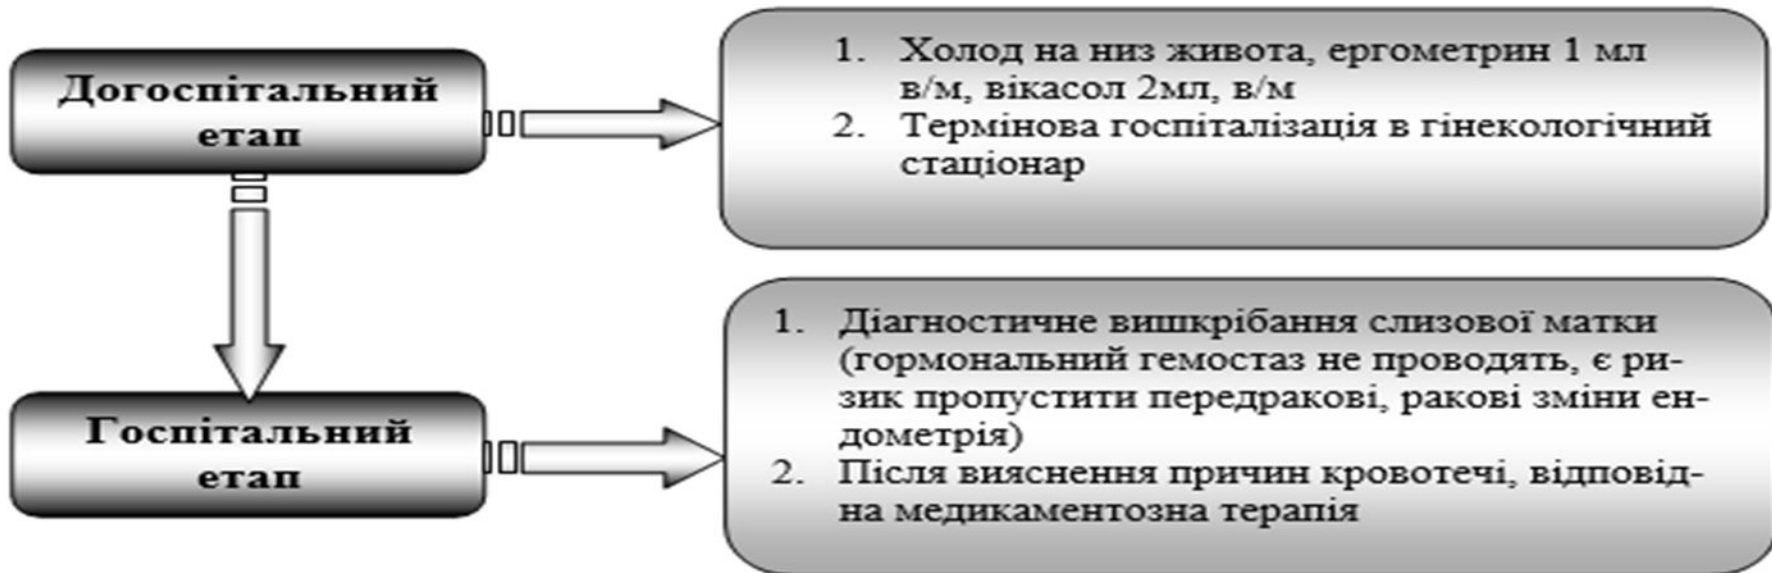 Догоспітальний
етап
1. Холод на низ живота, ергометрин 1 мл
в/м, вікасол 2мл, в/м
2. Термінова госпіталізація в гінекологічний
стаціонар
Госпітальний
етап
1. Діагностичне вишкрібання слизової матки
(гормональний гемостаз не проводять, є ри-
зик пропустити передракові, ракові зміни ен-
дометрія)
2. Після вияснення причин кровотечі, відповід-
на медикаментозна терапія